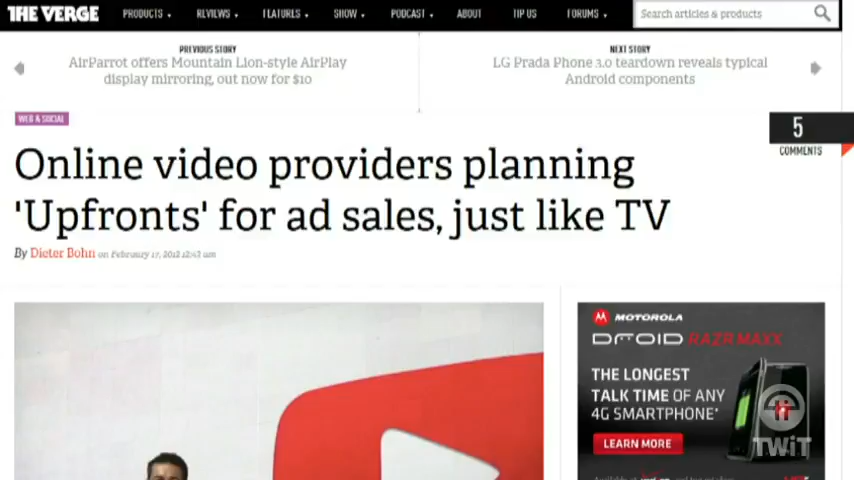 THE VERGE
PRODUCTS REVIEWS FEATURES SHOW PODCAST ABOUT TIP US FORUMS
Search articles & products
PREVIOUS STORY
AirParrot offers Mountain Lion-style AirPlay
display mirroring, out now for $10
NEXT STORY
LG Prada Phone 3.0 teardown reveals typical
Android components
WEB & SOCIAL
5
COMMENTS
Online video providers planning
'Upfronts' for ad sales, just like TV
By Dieter Bohn on February 17, 2012 12:43 am
MOTOROLA
DROID RAZR MAXX
THE LONGEST
TALK TIME OF ANY
4G SMARTPHONE*
LEARN MORE
TWiT